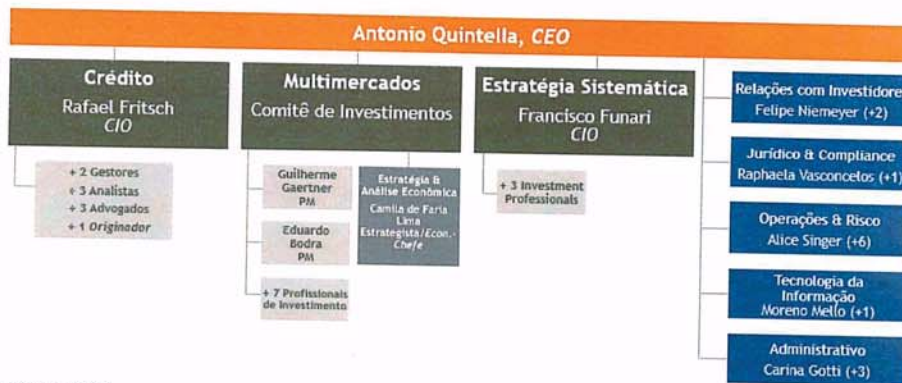 Antonio Quintella, CEO
Crédito
Rafael Fritsch
CIO
+ 2 Gestores
+ 3 Analistas
+ 3 Advogados
+ 1 Originador
Multimercados
Comitê de Investimentos
Guilherme
Gaertner
PM
Eduardo
Bodra
PM
+ 7 Profissionais
de Investimento
Estratégia &
Análise Econômica
Camila de Faria
Lima
Estrategista/Econ.-
Chefe
Estratégia Sistemática
Francisco Funari
CIO
+ 3 Investment
Professionals
Relações com Investidore
Felipe Niemeyer (+2)
Jurídico & Compliance
Raphaela Vasconcelos (+1)
Operações & Risco
Alice Singer (+6)
Tecnologia da
Informação
Moreno Mello (+1)
Administrativo
Carina Gotti (+3)